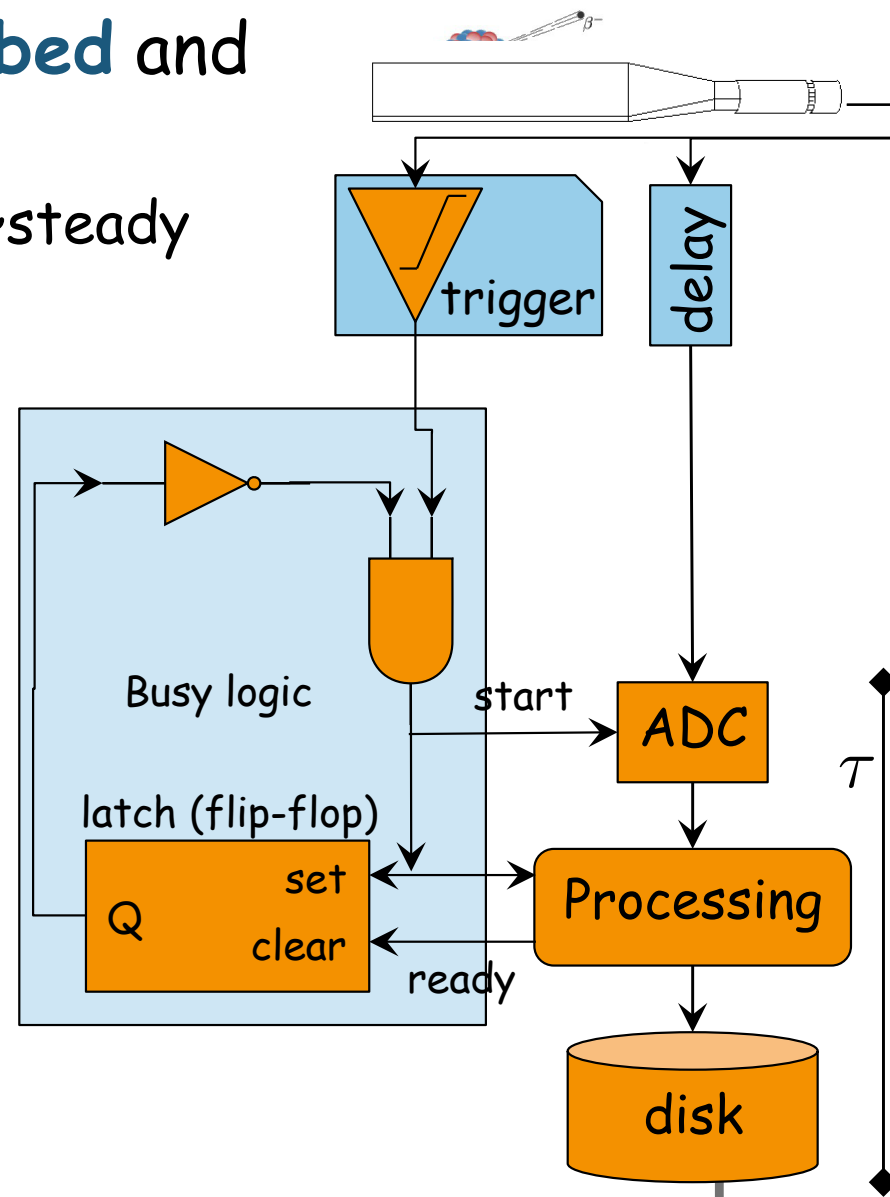 bed and
β⁻
steady
trigger
delay
Busy logic
start
ADC
τ
latch (flip-flop)
set
Processing
Q
clear
ready
disk